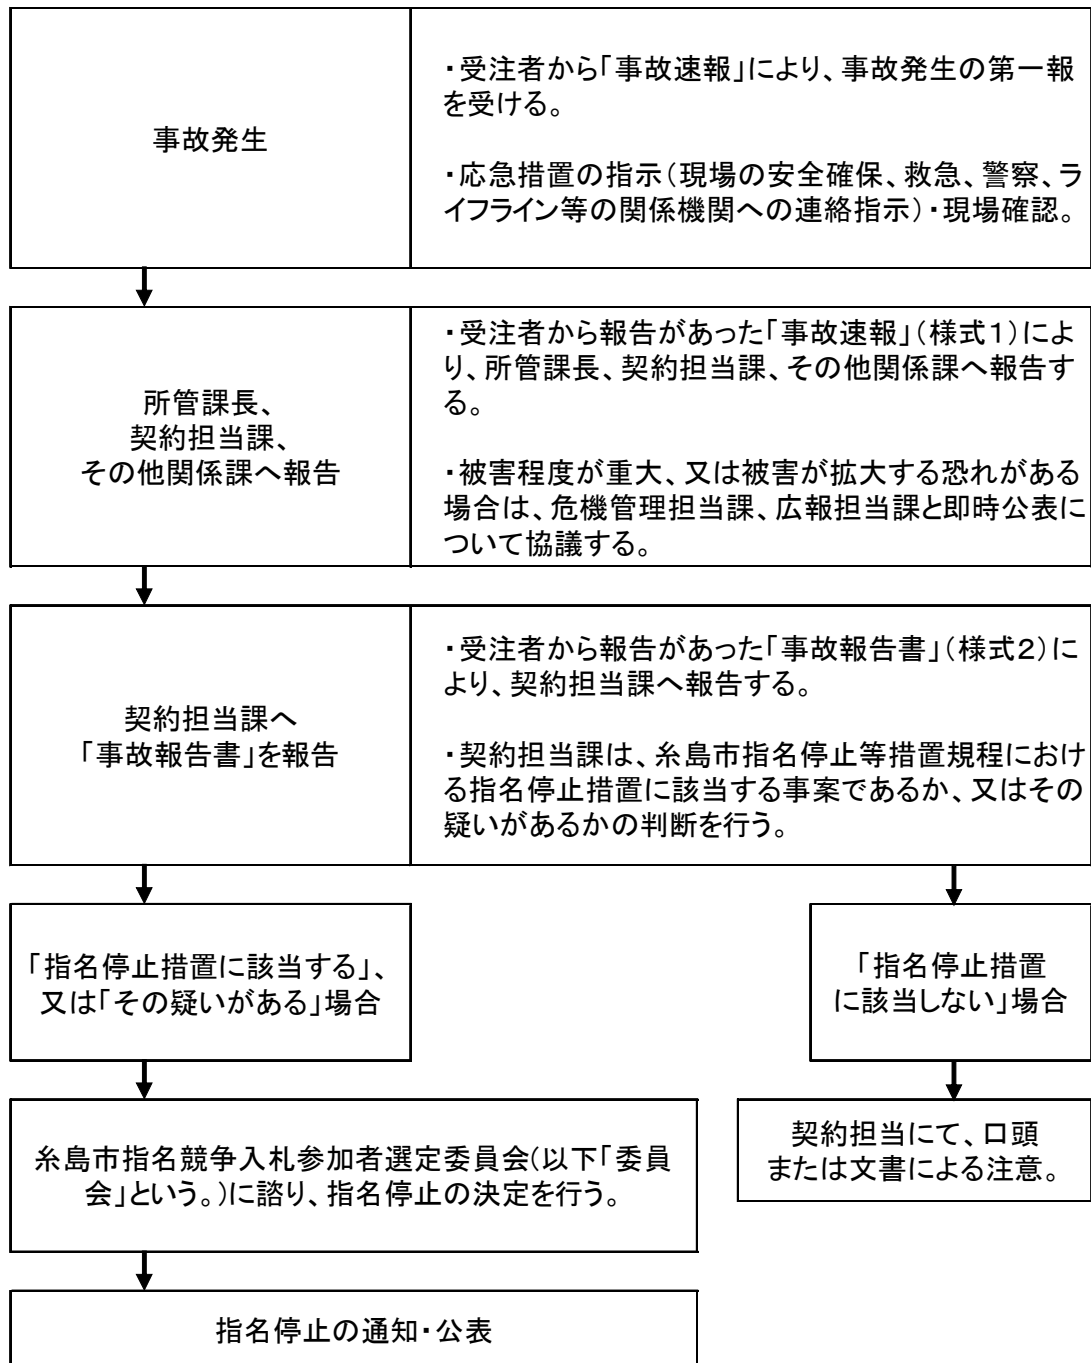 事故発生
・受注者から「事故速報」により、事故発生の第一報
を受ける。
・応急措置の指示（現場の安全確保、救急、警察、ラ
イフライン等の関係機関への連絡指示）・現場確認。
所管課長、
契約担当課、
その他関係課へ報告
・受注者から報告があった「事故速報」（様式１）によ
り、所管課長、契約担当課、その他関係課へ報告す
る。
・被害程度が重大、又は被害が拡大する恐れがある
場合は、危機管理担当課、広報担当課と即時公表に
ついて協議する。
契約担当課へ
「事故報告書」を報告
・受注者から報告があった「事故報告書」（様式２）に
より、契約担当課へ報告する。
・契約担当課は、糸島市指名停止等措置規程におけ
る指名停止措置に該当する事案であるか、又はその
疑いがあるかの判断を行う。
「指名停止措置に該当する」、
又は「その疑いがある」場合
「指名停止措置
に該当しない」場合
糸島市指名競争入札参加者選定委員会(以下「委員
会」という。)に諮り、指名停止の決定を行う。
契約担当にて、口頭
または文書による注意。
指名停止の通知・公表